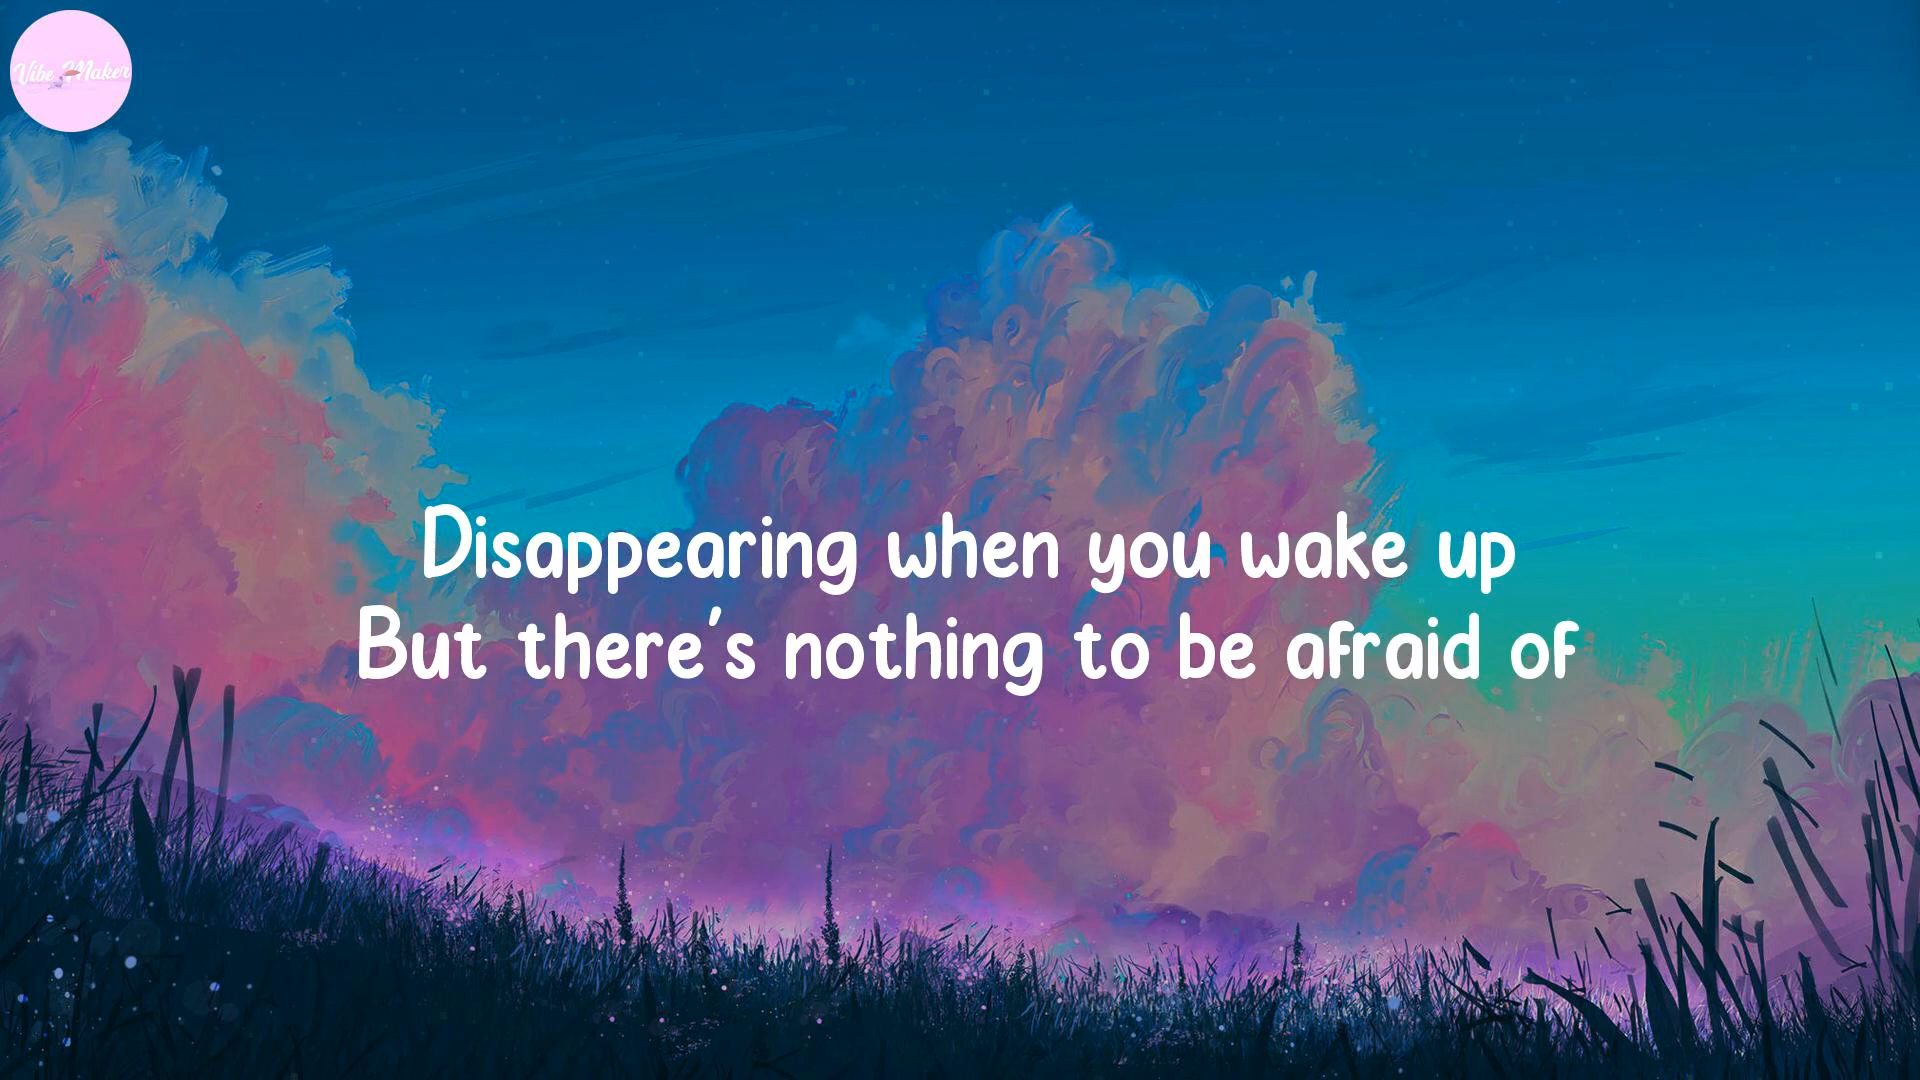 Vibe Maker
Disappearing when you wake up
But there's nothing to be afraid of